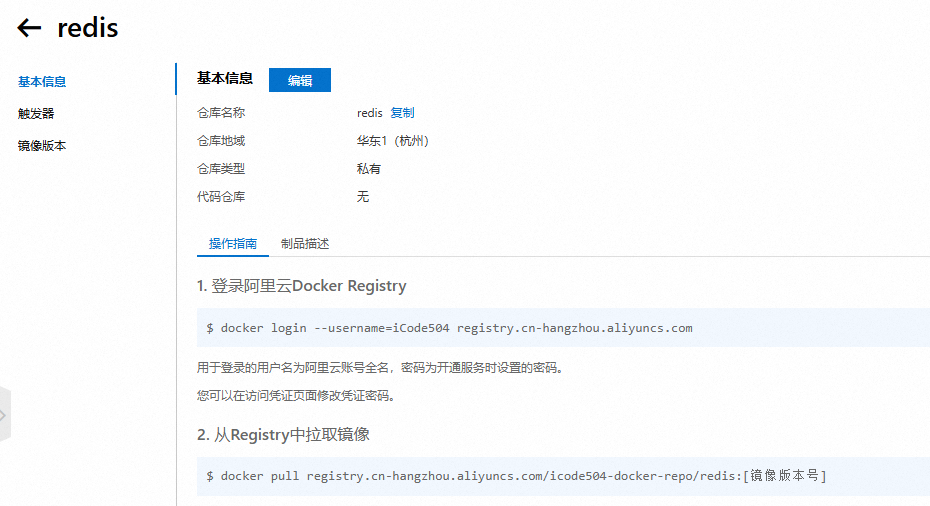 redis
基本信息
触发器
镜像版本
基本信息 编辑
仓库名称 redis 复制
仓库地域 华东1（杭州）
仓库类型 私有
代码仓库 无
操作指南 制品描述
1. 登录阿里云Docker Registry
$ docker login --username=iCode504 registry.cn-hangzhou.aliyuncs.com
用于登录的用户名为阿里云账号全名，密码为开通服务时设置的密码。
您可以在访问凭证页面修改凭证密码。
2. 从Registry中拉取镜像
$ docker pull registry.cn-hangzhou.aliyuncs.com/icode504-docker-repo/redis:[镜像版本号]